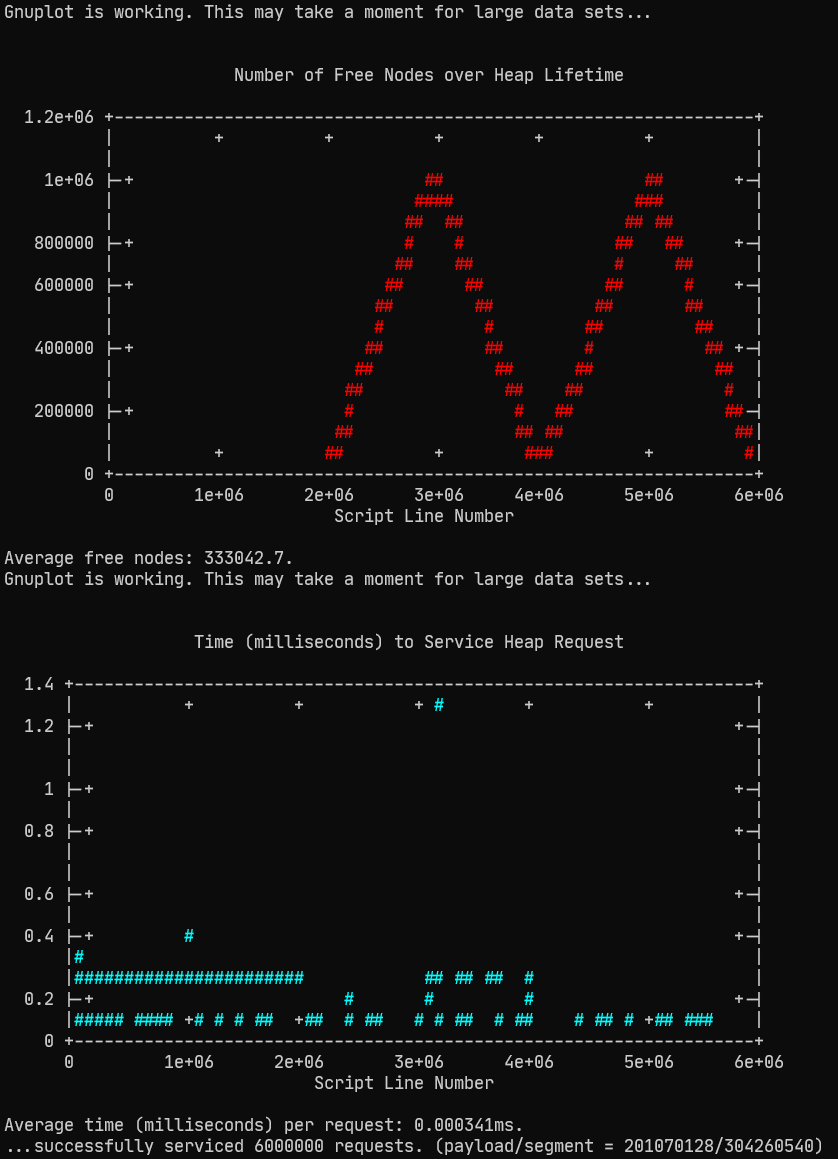 Gnuplot is working. This may take a moment for large data sets...
Number of Free Nodes over Heap Lifetime
1.2e+06
1e+06
800000
600000
400000
200000
0
0 1e+06 2e+06 3e+06 4e+06 5e+06 6e+06
Script Line Number
Average free nodes: 333042.7.
Gnuplot is working. This may take a moment for large data sets...
Time (milliseconds) to Service Heap Request
1.4
1.2
1
0.8
0.6
0.4
0.2
0
0 1e+06 2e+06 3e+06 4e+06 5e+06 6e+06
Script Line Number
Average time (milliseconds) per request: 0.000341ms.
...successfully serviced 6000000 requests. (payload/segment = 201070128/304260540)